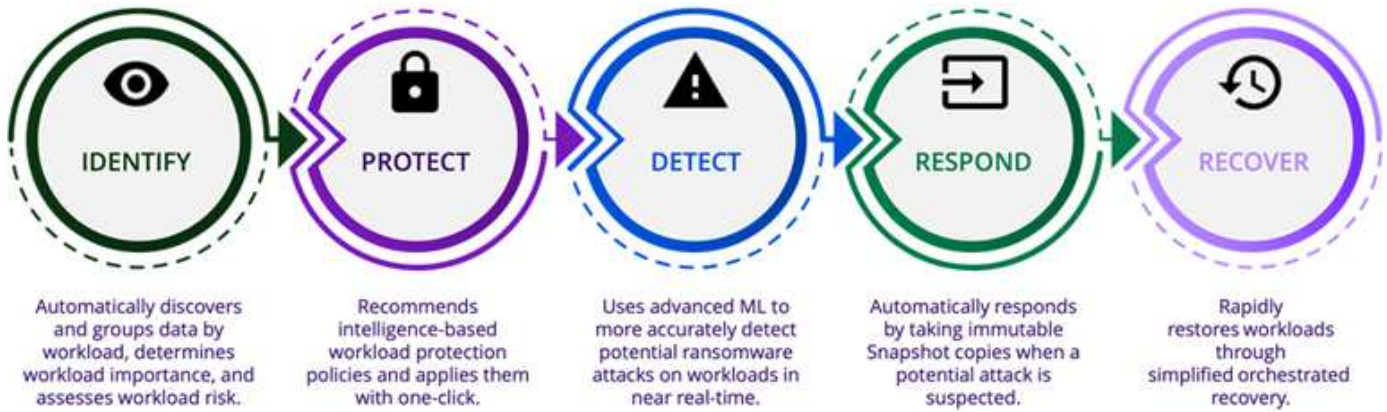 IDENTIFY
PROTECT
DETECT
RESPOND
RECOVER
Automatically discovers
and groups data by
workload, determines
workload importance, and
assesses workload risk.
Recommends
intelligence-based
workload protection
policies and applies them
with one-click.
Uses advanced ML to
more accurately detect
potential ransomware
attacks on workloads in
near real-time.
Automatically responds
by taking immutable
Snapshot copies when a
potential attack is
suspected.
Rapidly
restores workloads
through
simplified orchestrated
recovery.